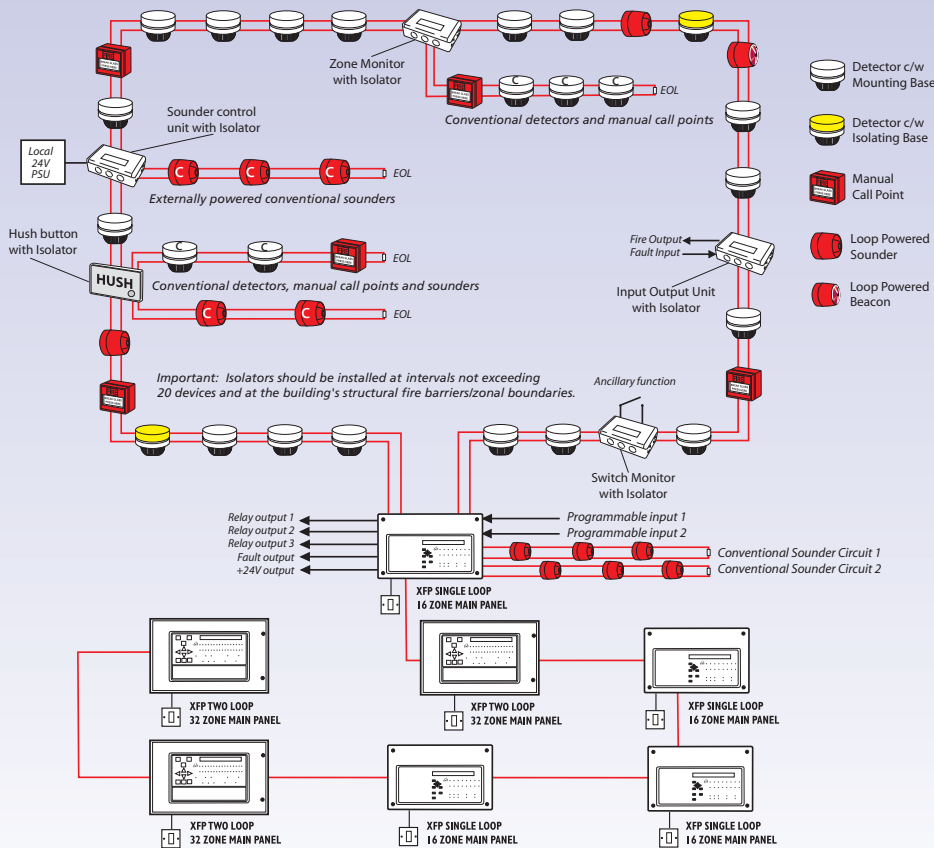 Zone Monitor
with Isolator
Conventional detectors and manual call points
EOL
C
C
C
Detector c/w
Mounting Base
Detector c/w
Isolating Base
Manual
Call Point
Loop Powered
Sounder
Loop Powered
Beacon
Sounder control
unit with Isolator
Local
24V
PSU
C
C
C
EOL
Externally powered conventional sounders
Hush button
with Isolator
HUSH
C
C
EOL
Conventional detectors, manual call points and sounders
C
C
EOL
Fire Output
Fault Input
Input Output Unit
with Isolator
Important: Isolators should be installed at intervals not exceeding
20 devices and at the building's structural fire barriers/zonal boundaries.
Ancillary function
Switch Monitor
with Isolator
Relay output 1
Relay output 2
Relay output 3
Fault output
+24V output
Programmable input 1
Programmable input 2
Conventional Sounder Circuit 1
Conventional Sounder Circuit 2
XFP SINGLE LOOP
16 ZONE MAIN PANEL
XFP TWO LOOP
32 ZONE MAIN PANEL
XFP TWO LOOP
32 ZONE MAIN PANEL
XFP SINGLE LOOP
16 ZONE MAIN PANEL
XFP TWO LOOP
32 ZONE MAIN PANEL
XFP SINGLE LOOP
16 ZONE MAIN PANEL
XFP SINGLE LOOP
16 ZONE MAIN PANEL